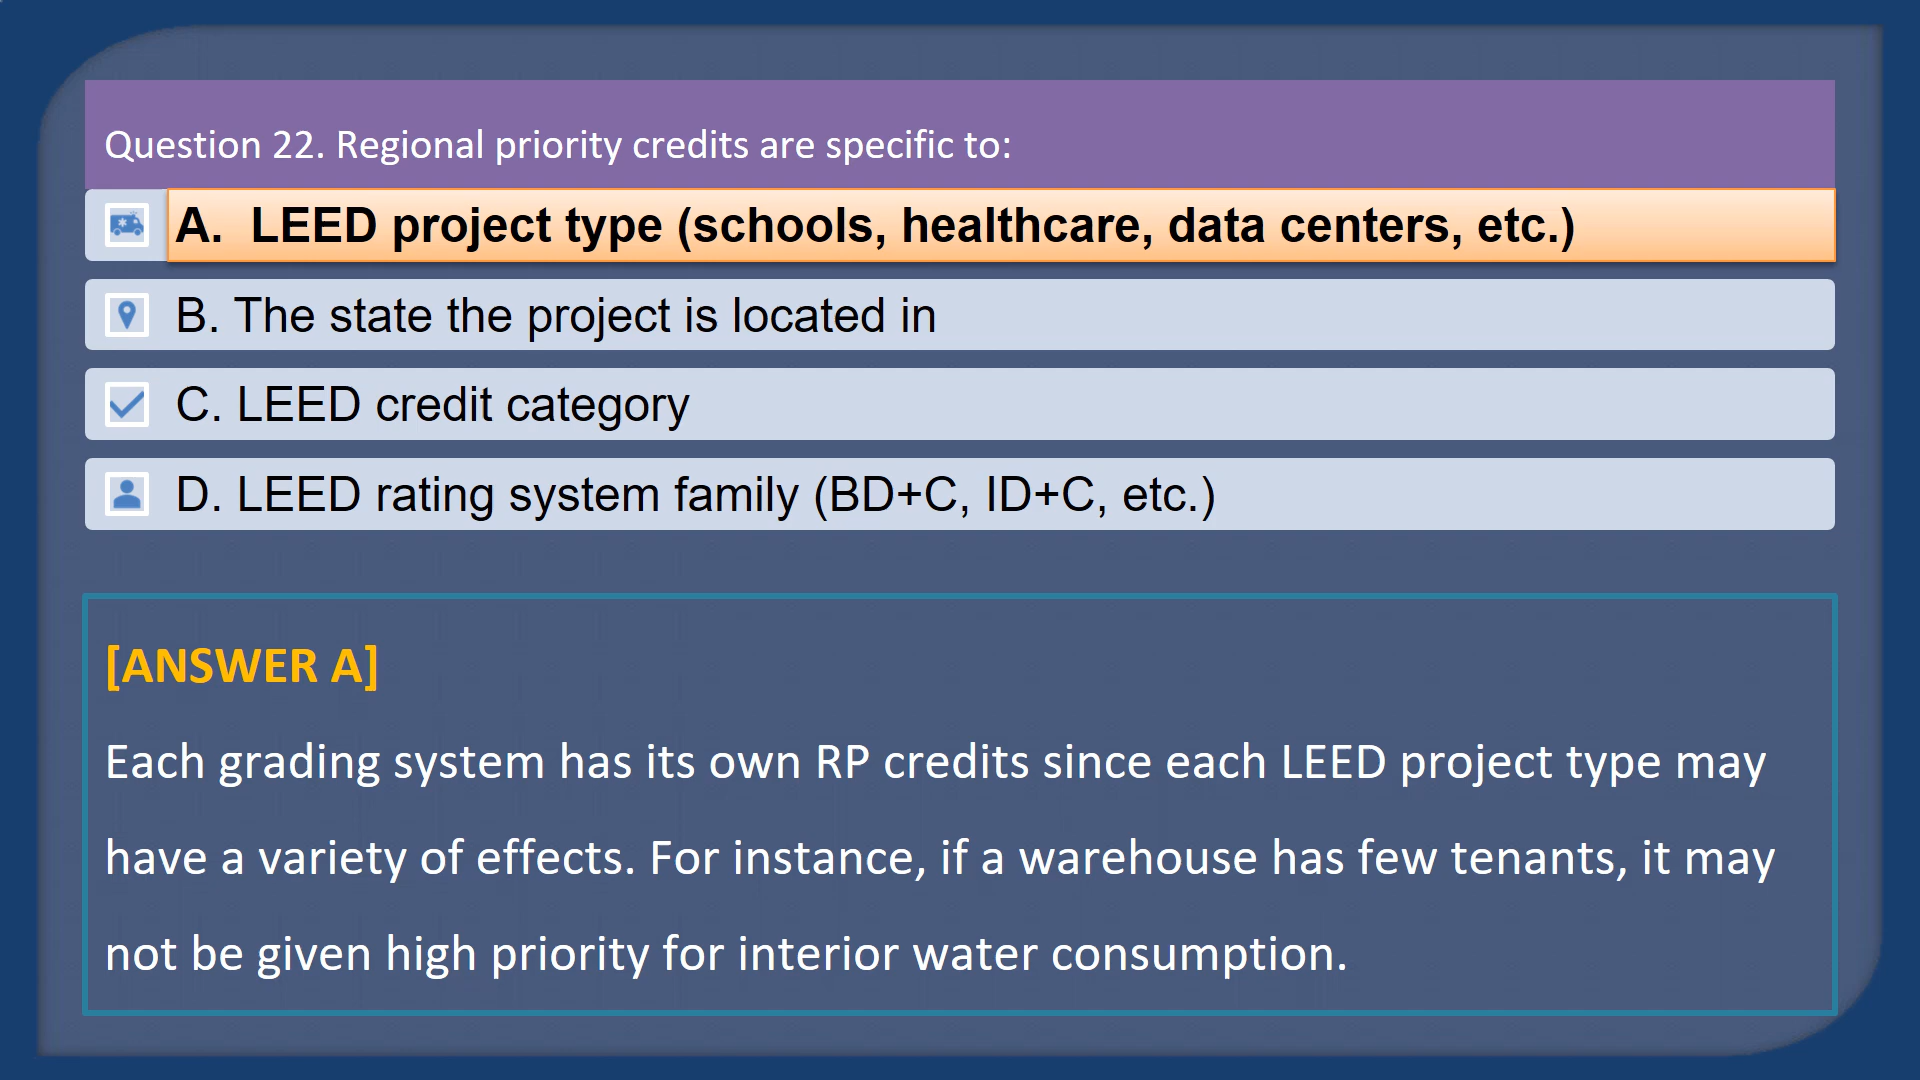 Question 22. Regional priority credits are specific to:
A. LEED project type (schools, healthcare, data centers, etc.)
B. The state the project is located in
C. LEED credit category
D. LEED rating system family (BD+C, ID+C, etc.)
[ANSWER A]
Each grading system has its own RP credits since each LEED project type may
have a variety of effects. For instance, if a warehouse has few tenants, it may
not be given high priority for interior water consumption.